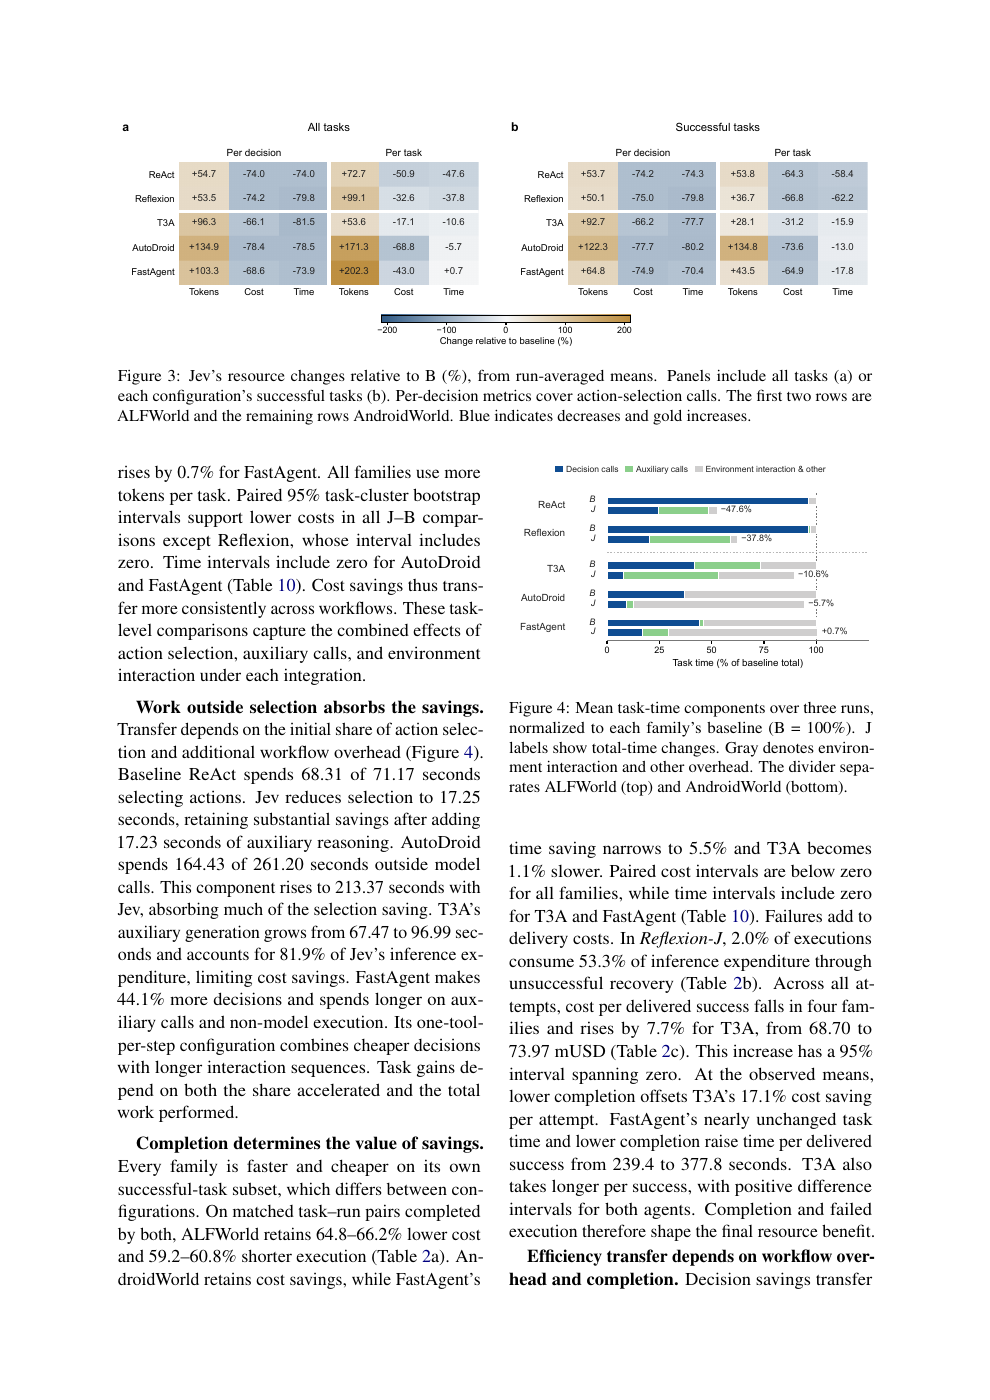 a
All tasks
Per decision Per task
ReAct +54.7 -74.0 -74.0 +72.7 -50.9 -47.6
Reflexion +53.5 -74.2 -79.8 +99.1 -32.6 -37.8
T3A +96.3 -66.1 -81.5 +53.6 -17.1 -10.6
AutoDroid +134.9 -78.4 -78.5 +171.3 -68.8 -5.7
FastAgent +103.3 -68.6 -73.9 +202.3 -43.0 +0.7
Tokens Cost Time Tokens Cost Time
b
Successful tasks
Per decision Per task
ReAct +53.7 -74.2 -74.3 +53.8 -64.3 -58.4
Reflexion +50.1 -75.0 -79.8 +36.7 -66.8 -62.2
T3A +92.7 -66.2 -77.7 +28.1 -31.2 -15.9
AutoDroid +122.3 -77.7 -80.2 +134.8 -73.6 -13.0
FastAgent +64.8 -74.9 -70.4 +43.5 -64.9 -17.8
Tokens Cost Time Tokens Cost Time
−200 −100 0 100 200
Change relative to baseline (%)
Figure 3: Jev's resource changes relative to B (%), from run-averaged means. Panels include all tasks (a) or
each configuration's successful tasks (b). Per-decision metrics cover action-selection calls. The first two rows are
ALFWorld and the remaining rows AndroidWorld. Blue indicates decreases and gold increases.
rises by 0.7% for FastAgent. All families use more
tokens per task. Paired 95% task-cluster bootstrap
intervals support lower costs in all J–B compar-
isons except Reflexion, whose interval includes
zero. Time intervals include zero for AutoDroid
and FastAgent (Table 10). Cost savings thus trans-
fer more consistently across workflows. These task-
level comparisons capture the combined effects of
action selection, auxiliary calls, and environment
interaction under each integration.
Work outside selection absorbs the savings.
Transfer depends on the initial share of action selec-
tion and additional workflow overhead (Figure 4).
Baseline ReAct spends 68.31 of 71.17 seconds
selecting actions. Jev reduces selection to 17.25
seconds, retaining substantial savings after adding
17.23 seconds of auxiliary reasoning. AutoDroid
spends 164.43 of 261.20 seconds outside model
calls. This component rises to 213.37 seconds with
Jev, absorbing much of the selection saving. T3A's
auxiliary generation grows from 67.47 to 96.99 sec-
onds and accounts for 81.9% of Jev's inference ex-
penditure, limiting cost savings. FastAgent makes
44.1% more decisions and spends longer on aux-
iliary calls and non-model execution. Its one-tool-
per-step configuration combines cheaper decisions
with longer interaction sequences. Task gains de-
pend on both the share accelerated and the total
work performed.
Completion determines the value of savings.
Every family is faster and cheaper on its own
successful-task subset, which differs between con-
figurations. On matched task–run pairs completed
by both, ALFWorld retains 64.8–66.2% lower cost
and 59.2–60.8% shorter execution (Table 2a). An-
droidWorld retains cost savings, while FastAgent's
Decision calls Auxiliary calls Environment interaction & other
ReAct B
J −47.6%
Reflexion B
J −37.8%
T3A B
J −10.6%
AutoDroid B
J −5.7%
FastAgent B
J +0.7%
0 25 50 75 100
Task time (% of baseline total)
Figure 4: Mean task-time components over three runs,
normalized to each family's baseline (B = 100%). J
labels show total-time changes. Gray denotes environ-
ment interaction and other overhead. The divider sepa-
rates ALFWorld (top) and AndroidWorld (bottom).
time saving narrows to 5.5% and T3A becomes
1.1% slower. Paired cost intervals are below zero
for all families, while time intervals include zero
for T3A and FastAgent (Table 10). Failures add to
delivery costs. In Reflexion-J, 2.0% of executions
consume 53.3% of inference expenditure through
unsuccessful recovery (Table 2b). Across all at-
tempts, cost per delivered success falls in four fam-
ilies and rises by 7.7% for T3A, from 68.70 to
73.97 mUSD (Table 2c). This increase has a 95%
interval spanning zero. At the observed means,
lower completion offsets T3A's 17.1% cost saving
per attempt. FastAgent's nearly unchanged task
time and lower completion raise time per delivered
success from 239.4 to 377.8 seconds. T3A also
takes longer per success, with positive difference
intervals for both agents. Completion and failed
execution therefore shape the final resource benefit.
Efficiency transfer depends on workflow over-
head and completion. Decision savings transfer